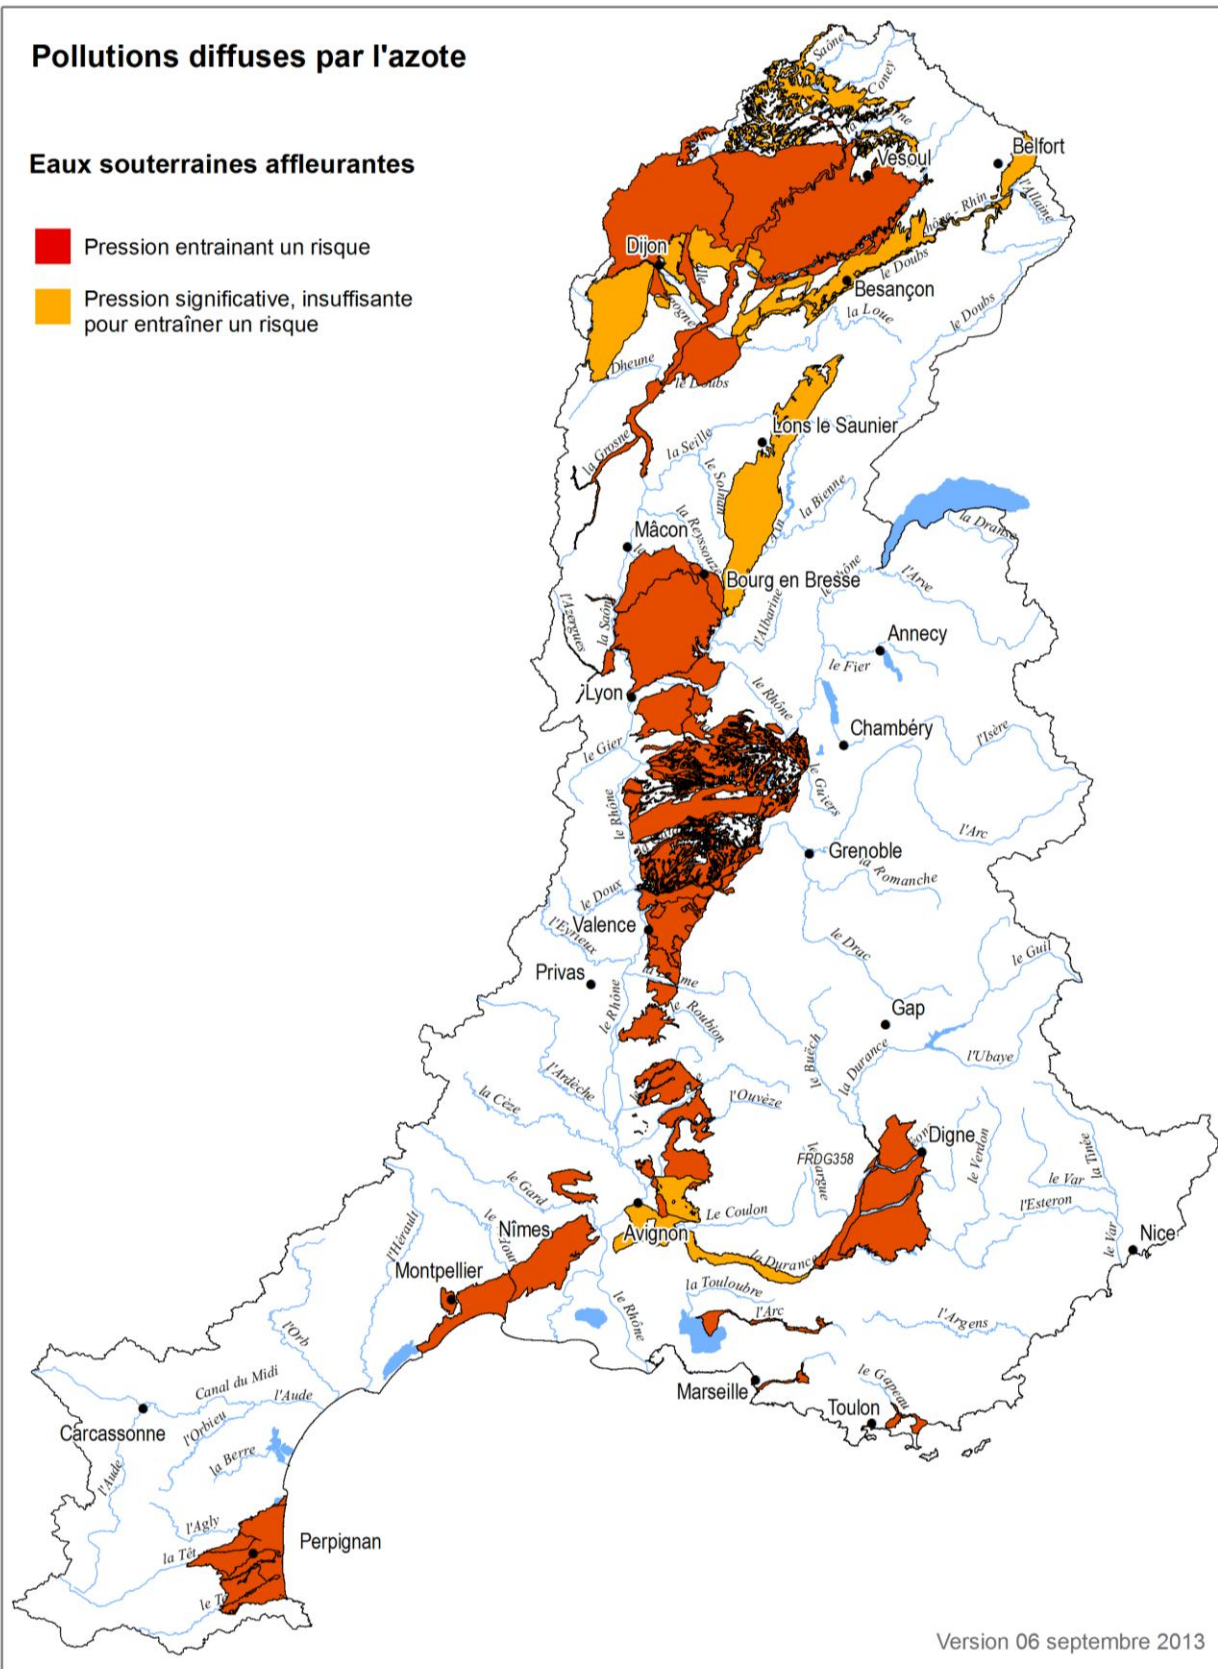 Pollutions diffuses par l'azote
Eaux souterraines affleurantes
Pression entrainant un risque
Pression significative, insuffisante
pour entraîner un risque
Saône
Coney
Vesoul
Belfort
l'Allaine
Rhône - Rhin
Dijon
le Doubs
Besançon
la Loue
le Doubs
Dheune
le Doubs
Lons le Saunier
la Grosne
la Seille
le Solnan
la Bienne
Mâcon
la Reyssouze
Bourg en Bresse
la Dranse
le Rhône
l'Arve
l'Azergues
la Saône
l'Albarine
Annecy
le Fier
Lyon
le Rhône
Chambéry
l'Isère
le Gier
le Guiers
le Rhône
l'Arc
Grenoble
la Romanche
le Doux
Valence
l'Eyrieux
le Drac
le Guil
Privas
le Rhône
le Roubion
Gap
le Buëch
la Durance
l'Ubaye
l'Ardèche
la Cèze
l'Ouvèze
Digne
FRDG358
le Verdon
la Tinée
le Var
l'Esteron
le Gard
Le Coulon
Nîmes
Avignon
la Durance
le Var
Nice
l'Hérault
Montpellier
la Touloubre
le Rhône
l'Arc
l'Argens
l'Orb
Canal du Midi
l'Aude
Marseille
le Gapeau
Toulon
Carcassonne
l'Orbieu
la Berre
l'Aude
l'Agly
la Têt
Perpignan
Version 06 septembre 2013